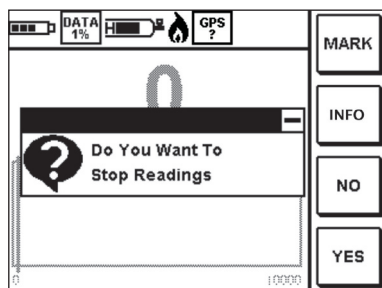 DATA
1%
GPS
?
MARK
0
INFO
?
Do You Want To
Stop Readings
NO
YES
0
10000